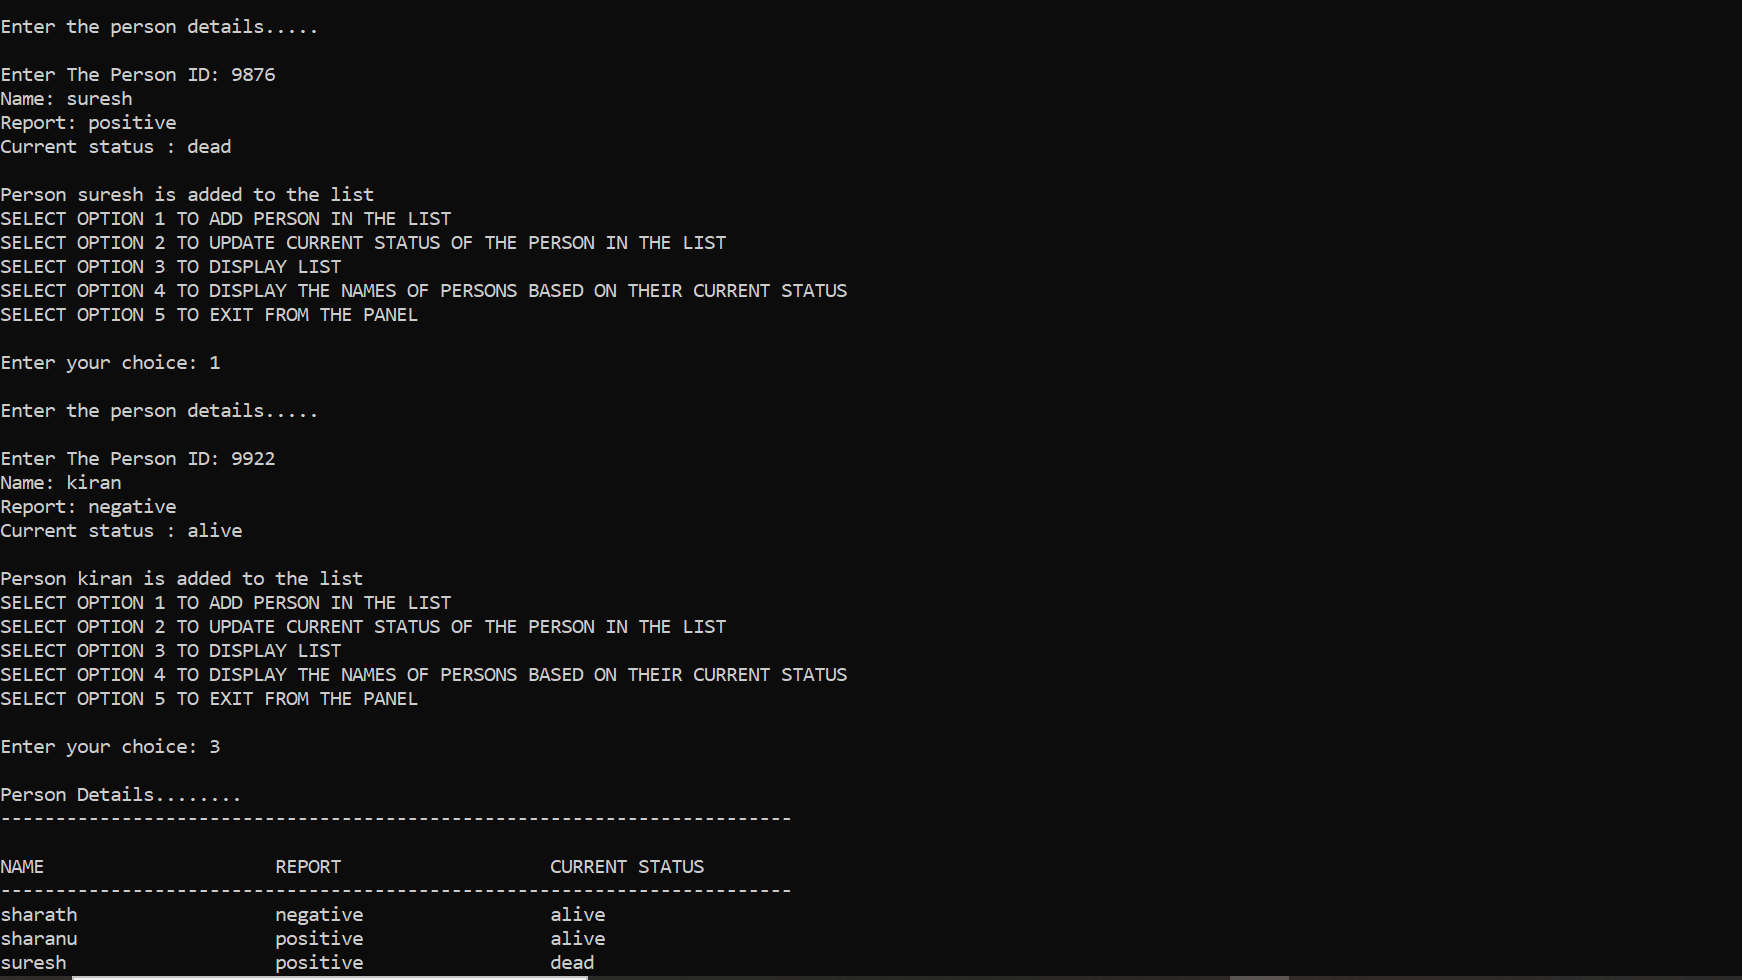 Enter the person details.....
Enter The Person ID: 9876
Name: suresh
Report: positive
Current status : dead
Person suresh is added to the list
SELECT OPTION 1 TO ADD PERSON IN THE LIST
SELECT OPTION 2 TO UPDATE CURRENT STATUS OF THE PERSON IN THE LIST
SELECT OPTION 3 TO DISPLAY LIST
SELECT OPTION 4 TO DISPLAY THE NAMES OF PERSONS BASED ON THEIR CURRENT STATUS
SELECT OPTION 5 TO EXIT FROM THE PANEL
Enter your choice: 1
Enter the person details.....
Enter The Person ID: 9922
Name: kiran
Report: negative
Current status : alive
Person kiran is added to the list
SELECT OPTION 1 TO ADD PERSON IN THE LIST
SELECT OPTION 2 TO UPDATE CURRENT STATUS OF THE PERSON IN THE LIST
SELECT OPTION 3 TO DISPLAY LIST
SELECT OPTION 4 TO DISPLAY THE NAMES OF PERSONS BASED ON THEIR CURRENT STATUS
SELECT OPTION 5 TO EXIT FROM THE PANEL
Enter your choice: 3
Person Details........
------------------------------------------------------------------------
NAME REPORT CURRENT STATUS
------------------------------------------------------------------------
sharath negative alive
sharanu positive alive
suresh positive dead